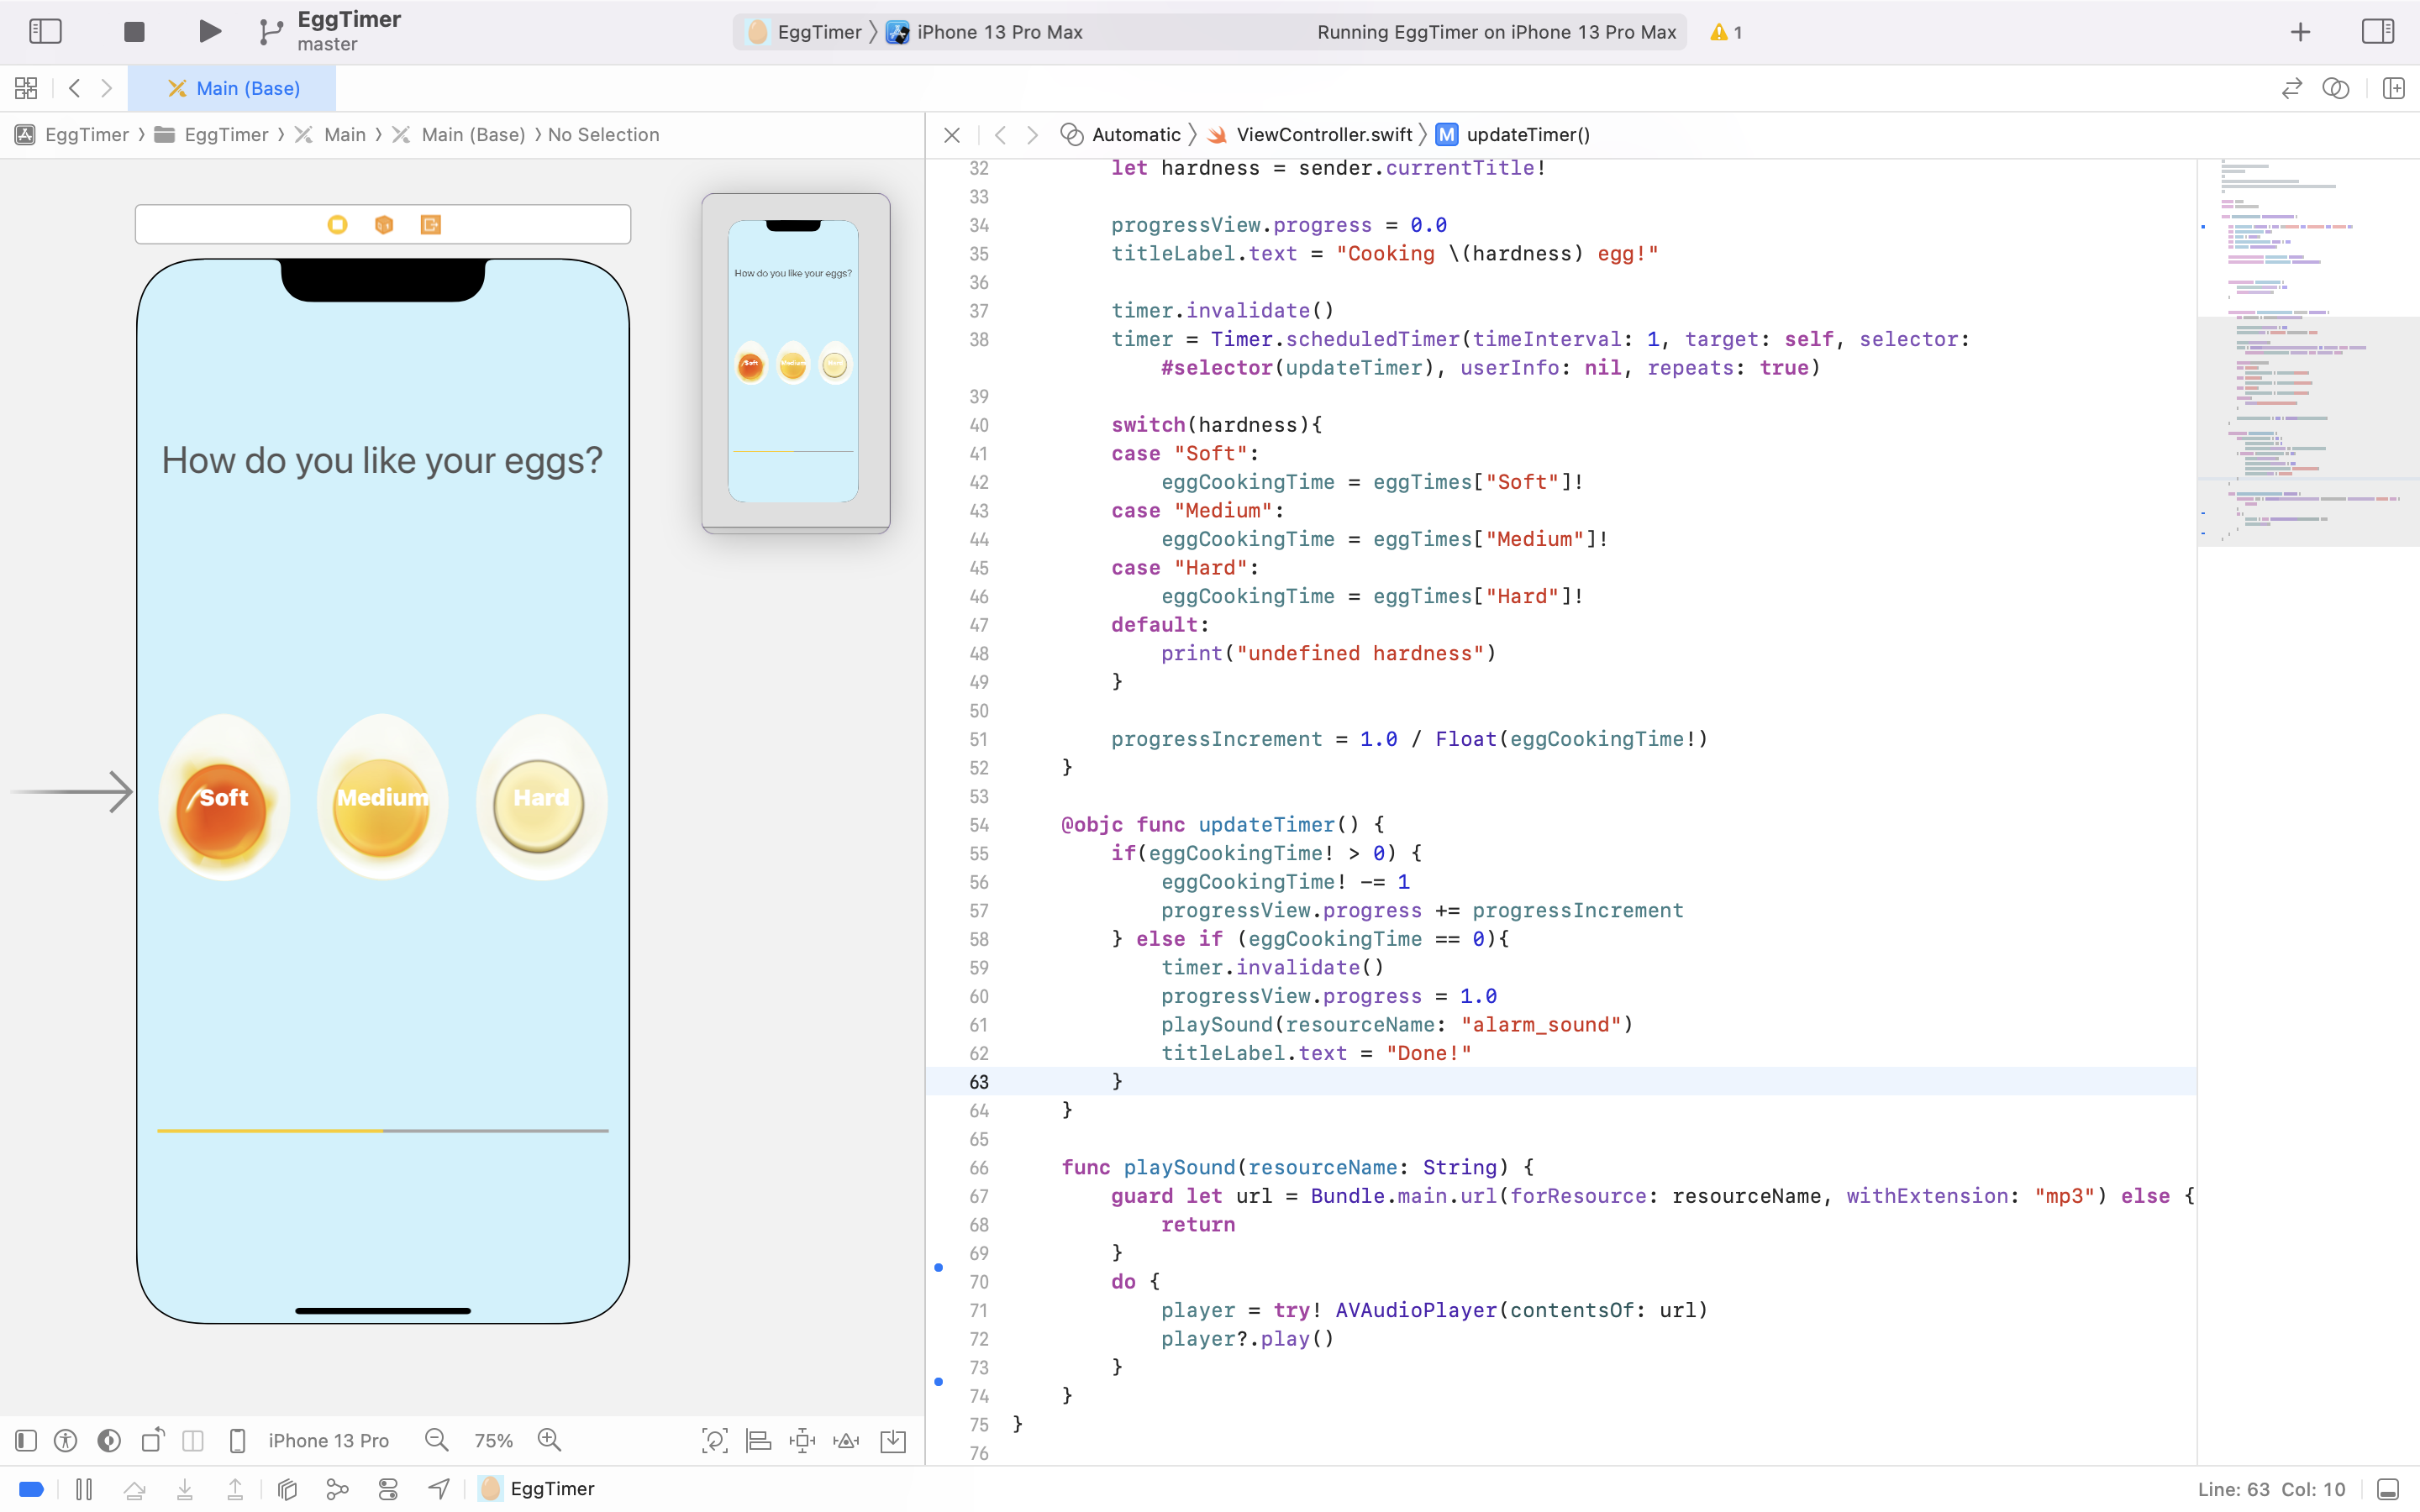 EggTimer
master
EggTimer
iPhone 13 Pro Max
Running EggTimer on iPhone 13 Pro Max
1
Main (Base)
EggTimer
EggTimer
Main
Main (Base)
No Selection
Automatic
ViewController.swift
M
updateTimer()
How do you like your eggs?
Soft
Medium
Hard
How do you like your eggs?
Soft
32 let hardness = sender.currentTitle!
33
34 progressView.progress = 0.0
35 titleLabel.text = "Cooking \(hardness) egg!"
36
37 timer.invalidate()
38 timer = Timer.scheduledTimer(timeInterval: 1, target: self, selector:
#selector(updateTimer), userInfo: nil, repeats: true)
39
40 switch(hardness){
41 case "Soft":
42 eggCookingTime = eggTimes["Soft"]!
43 case "Medium":
44 eggCookingTime = eggTimes["Medium"]!
45 case "Hard":
46 eggCookingTime = eggTimes["Hard"]!
47 default:
48 print("undefined hardness")
49 }
50
51 progressIncrement = 1.0 / Float(eggCookingTime!)
52 }
53
54 @objc func updateTimer() {
55 if(eggCookingTime! > 0) {
56 eggCookingTime! -= 1
57 progressView.progress += progressIncrement
58 } else if (eggCookingTime == 0){
59 timer.invalidate()
60 progressView.progress = 1.0
61 playSound(resourceName: "alarm_sound")
62 titleLabel.text = "Done!"
63 }
64 }
65
66 func playSound(resourceName: String) {
67 guard let url = Bundle.main.url(forResource: resourceName, withExtension: "mp3") else {
68 return
69 }
70 do {
71 player = try! AVAudioPlayer(contentsOf: url)
72 player?.play()
73 }
74 }
75 }
76
iPhone 13 Pro
75%
EggTimer
Line: 63 Col: 10